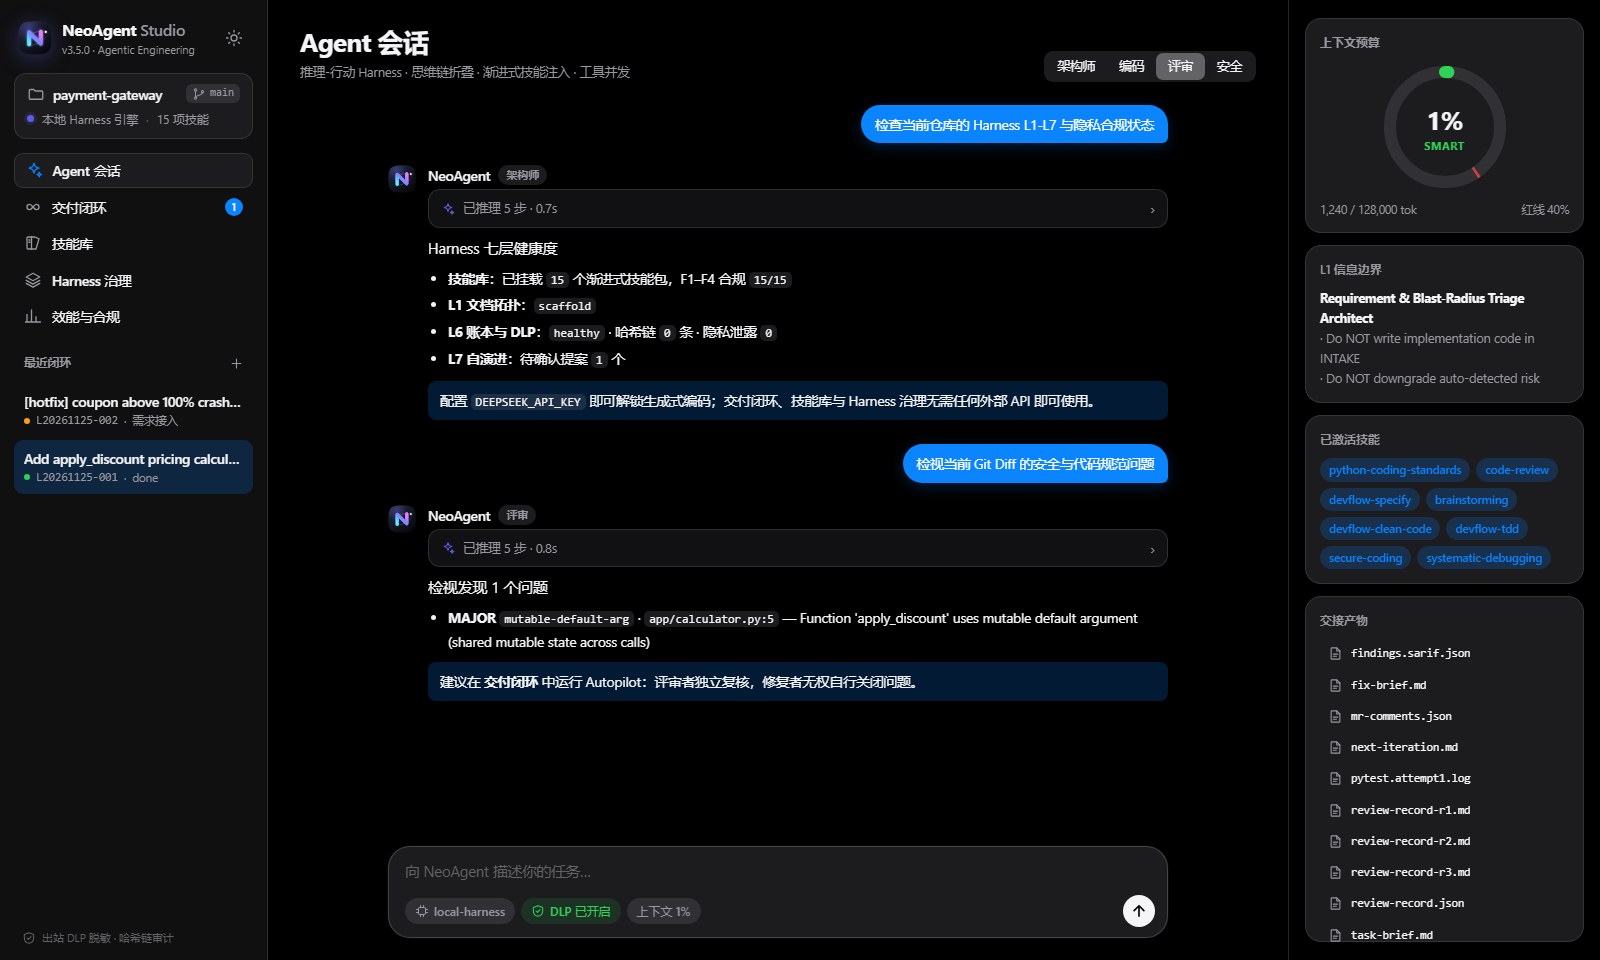 NeoAgent Studio
v3.5.0 · Agentic Engineering
payment-gateway
main
本地 Harness 引擎 · 15 项技能
Agent 会话
交付闭环
1
技能库
Harness 治理
效能与合规
最近闭环
[hotfix] coupon above 100% crash...
L20261125-002 · 需求接入
Add apply_discount pricing calcul...
L20261125-001 · done
出站 DLP 脱敏 · 哈希链审计
Agent 会话
推理-行动 Harness · 思维链折叠 · 渐进式技能注入 · 工具并发
架构师 编码 评审 安全
检查当前仓库的 Harness L1-L7 与隐私合规状态
NeoAgent 架构师
已推理 5 步 · 0.7s
Harness 七层健康度
技能库：已挂载 15 个渐进式技能包，F1–F4 合规 15/15
L1 文档拓扑： scaffold
L6 账本与 DLP： healthy · 哈希链 0 条 · 隐私泄露 0
L7 自演进：待确认提案 1 个
配置 DEEPSEEK_API_KEY 即可解锁生成式编码；交付闭环、技能库与 Harness 治理无需任何外部 API 即可使用。
检视当前 Git Diff 的安全与代码规范问题
NeoAgent 评审
已推理 5 步 · 0.8s
检视发现 1 个问题
MAJOR mutable-default-arg · app/calculator.py:5 — Function 'apply_discount' uses mutable default argument
(shared mutable state across calls)
建议在 交付闭环 中运行 Autopilot：评审者独立复核，修复者无权自行关闭问题。
向 NeoAgent 描述你的任务...
local-harness DLP 已开启 上下文 1%
上下文预算
1%
SMART
1,240 / 128,000 tok 红线 40%
L1 信息边界
Requirement & Blast-Radius Triage
Architect
· Do NOT write implementation code in
INTAKE
· Do NOT downgrade auto-detected risk
已激活技能
python-coding-standards code-review
devflow-specify brainstorming
devflow-clean-code devflow-tdd
secure-coding systematic-debugging
交接产物
findings.sarif.json
fix-brief.md
mr-comments.json
next-iteration.md
pytest.attempt1.log
review-record-r1.md
review-record-r2.md
review-record-r3.md
review-record.json
task-brief.md